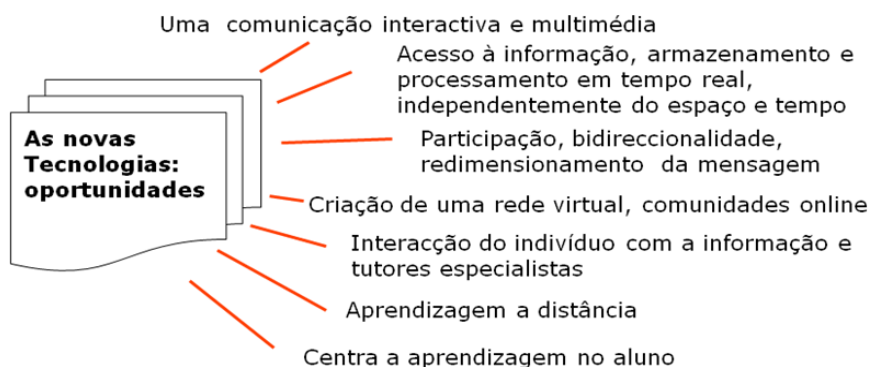 Uma comunicação interactiva e multimédia
Acesso à informação, armazenamento e
processamento em tempo real,
independentemente do espaço e tempo
As novas
Tecnologias:
oportunidades
Participação, bidireccionalidade,
redimensionamento da mensagem
Criação de uma rede virtual, comunidades online
Interacção do indivíduo com a informação e
tutores especialistas
Aprendizagem a distância
Centra a aprendizagem no aluno